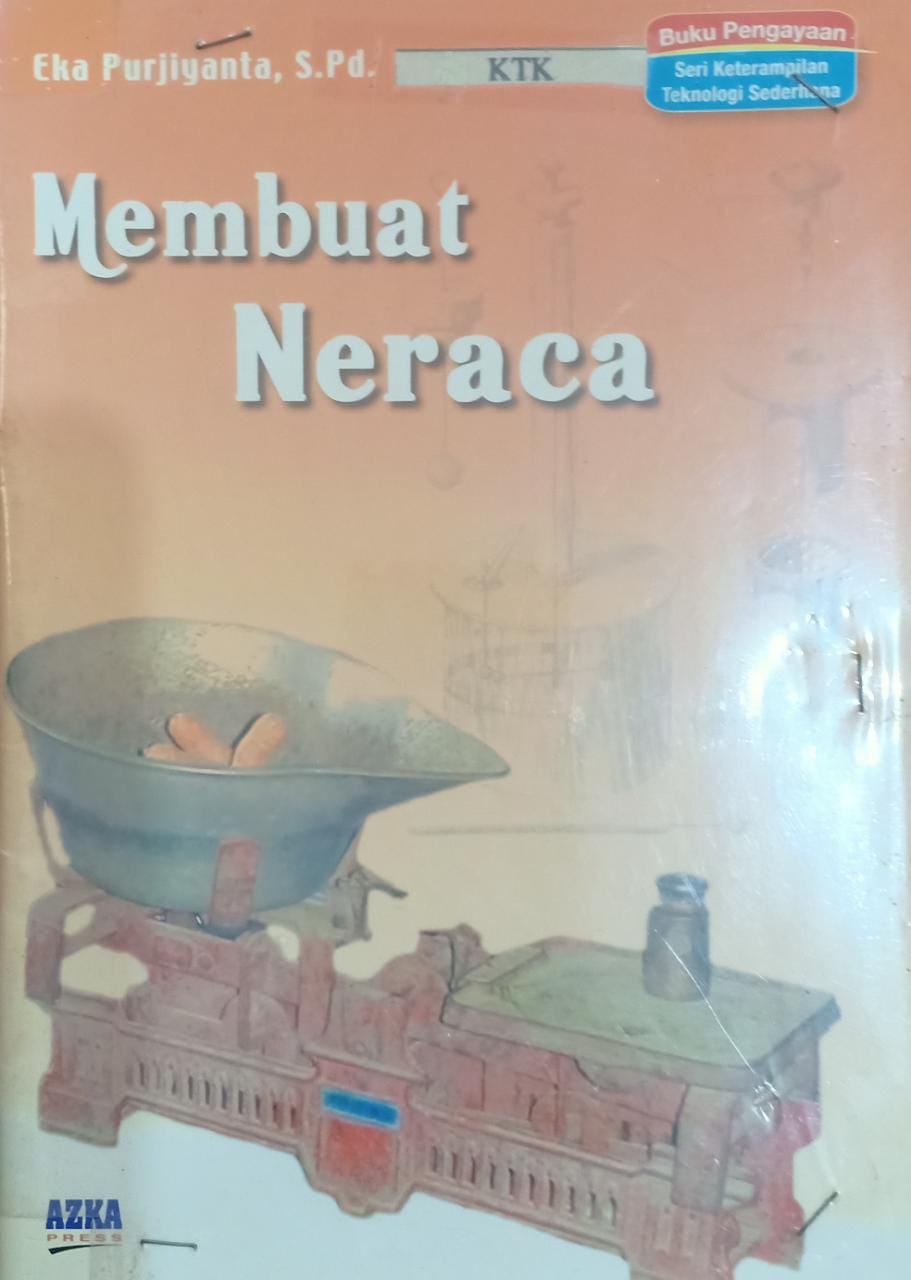 Eka Purjiyanta, S.Pd.
KTK
Buku Pengayaan
Seri Keterampilan
Teknologi Sederhana
Membuat
Neraca
AZKA
PRESS